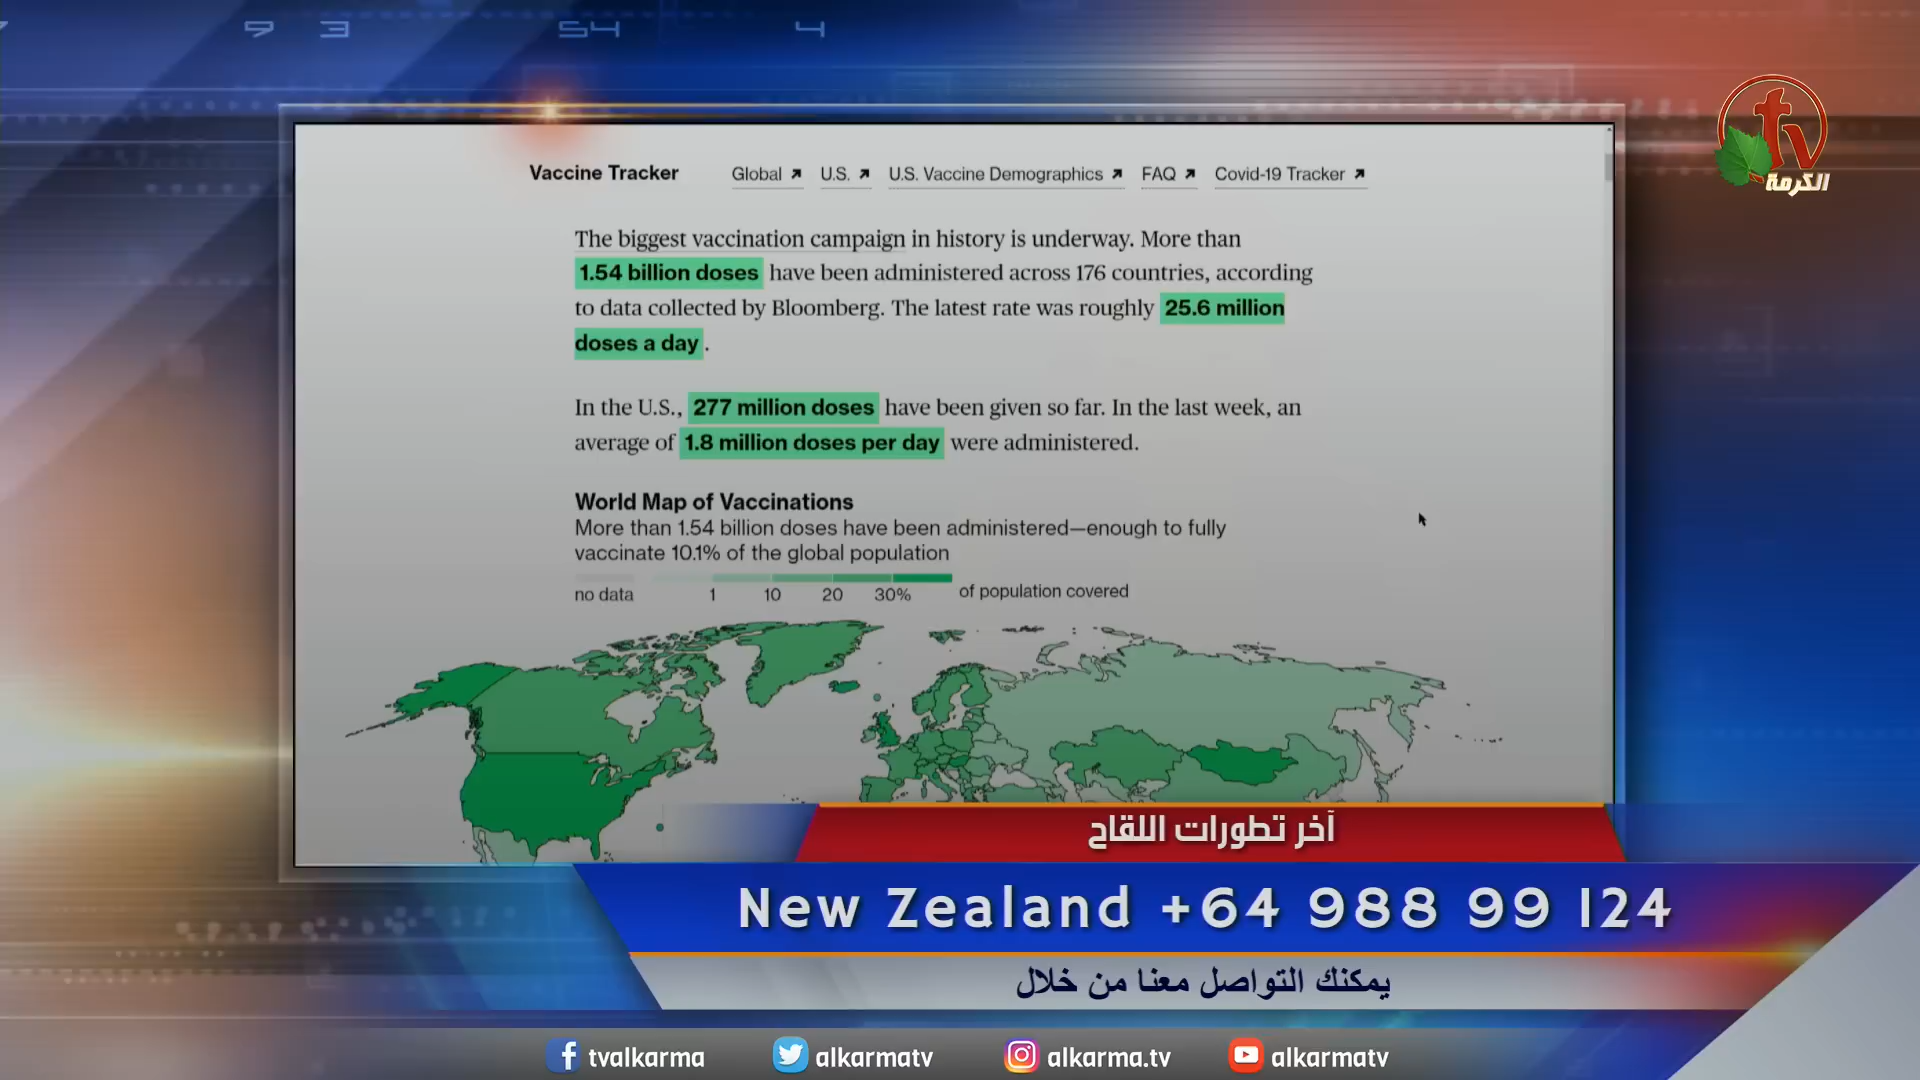 9 3 54 4
tv
الكرمة
Vaccine Tracker Global U.S. U.S. Vaccine Demographics FAQ Covid-19 Tracker
The biggest vaccination campaign in history is underway. More than
1.54 billion doses have been administered across 176 countries, according
to data collected by Bloomberg. The latest rate was roughly 25.6 million
doses a day.
In the U.S., 277 million doses have been given so far. In the last week, an
average of 1.8 million doses per day were administered.
World Map of Vaccinations
More than 1.54 billion doses have been administered—enough to fully
vaccinate 10.1% of the global population
no data 1 10 20 30% of population covered
آخر تطورات اللقاح
New Zealand +64 988 99 124
يمكنك التواصل معنا من خلال
tvalkarma alkarmatv alkarma.tv alkarmatv